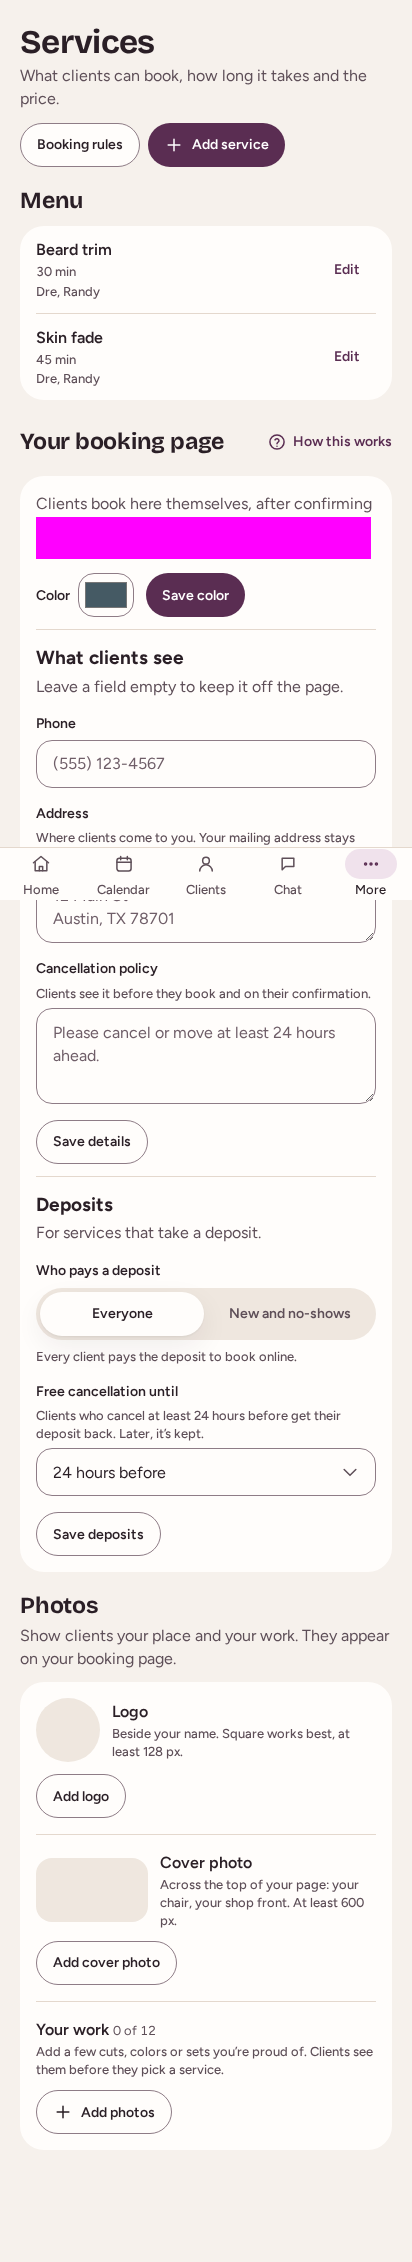 Services
What clients can book, how long it takes and the
price.
Booking rules
Add service
Menu
Beard trim
30 min
Dre, Randy
Edit
Skin fade
45 min
Dre, Randy
Edit
Your booking page
How this works
Clients book here themselves, after confirming
Color
Save color
What clients see
Leave a field empty to keep it off the page.
Phone
(555) 123-4567
Address
Where clients come to you. Your mailing address stays
Home
Calendar
Clients
Chat
More
Austin, TX 78701
Cancellation policy
Clients see it before they book and on their confirmation.
Please cancel or move at least 24 hours
ahead.
Save details
Deposits
For services that take a deposit.
Who pays a deposit
Everyone
New and no-shows
Every client pays the deposit to book online.
Free cancellation until
Clients who cancel at least 24 hours before get their
deposit back. Later, it’s kept.
24 hours before
Save deposits
Photos
Show clients your place and your work. They appear
on your booking page.
Logo
Beside your name. Square works best, at
least 128 px.
Add logo
Cover photo
Across the top of your page: your
chair, your shop front. At least 600
px.
Add cover photo
Your work 0 of 12
Add a few cuts, colors or sets you’re proud of. Clients see
them before they pick a service.
Add photos